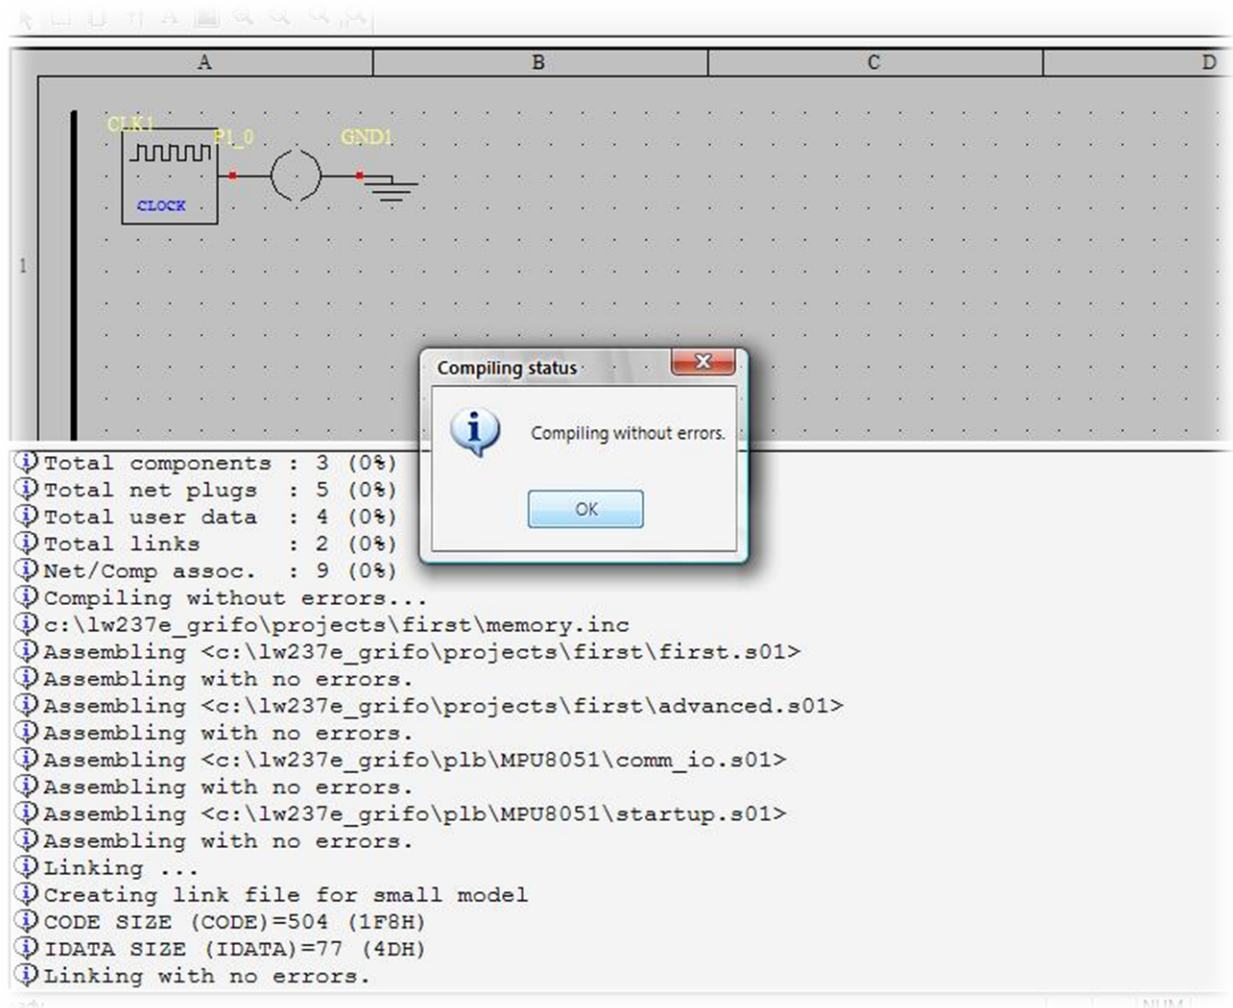 A B C D
CLK1 P1_0 GND1
CLOCK
1
Compiling status
Compiling without errors.
OK
Total components : 3 (0%)
Total net plugs : 5 (0%)
Total user data : 4 (0%)
Total links : 2 (0%)
Net/Comp assoc. : 9 (0%)
Compiling without errors...
c:\lw237e_grifo\projects\first\memory.inc
Assembling <c:\lw237e_grifo\projects\first\first.s01>
Assembling with no errors.
Assembling <c:\lw237e_grifo\projects\first\advanced.s01>
Assembling with no errors.
Assembling <c:\lw237e_grifo\plb\MPU8051\comm_io.s01>
Assembling with no errors.
Assembling <c:\lw237e_grifo\plb\MPU8051\startup.s01>
Assembling with no errors.
Linking ...
Creating link file for small model
CODE SIZE (CODE)=504 (1F8H)
IDATA SIZE (IDATA)=77 (4DH)
Linking with no errors.
NUM